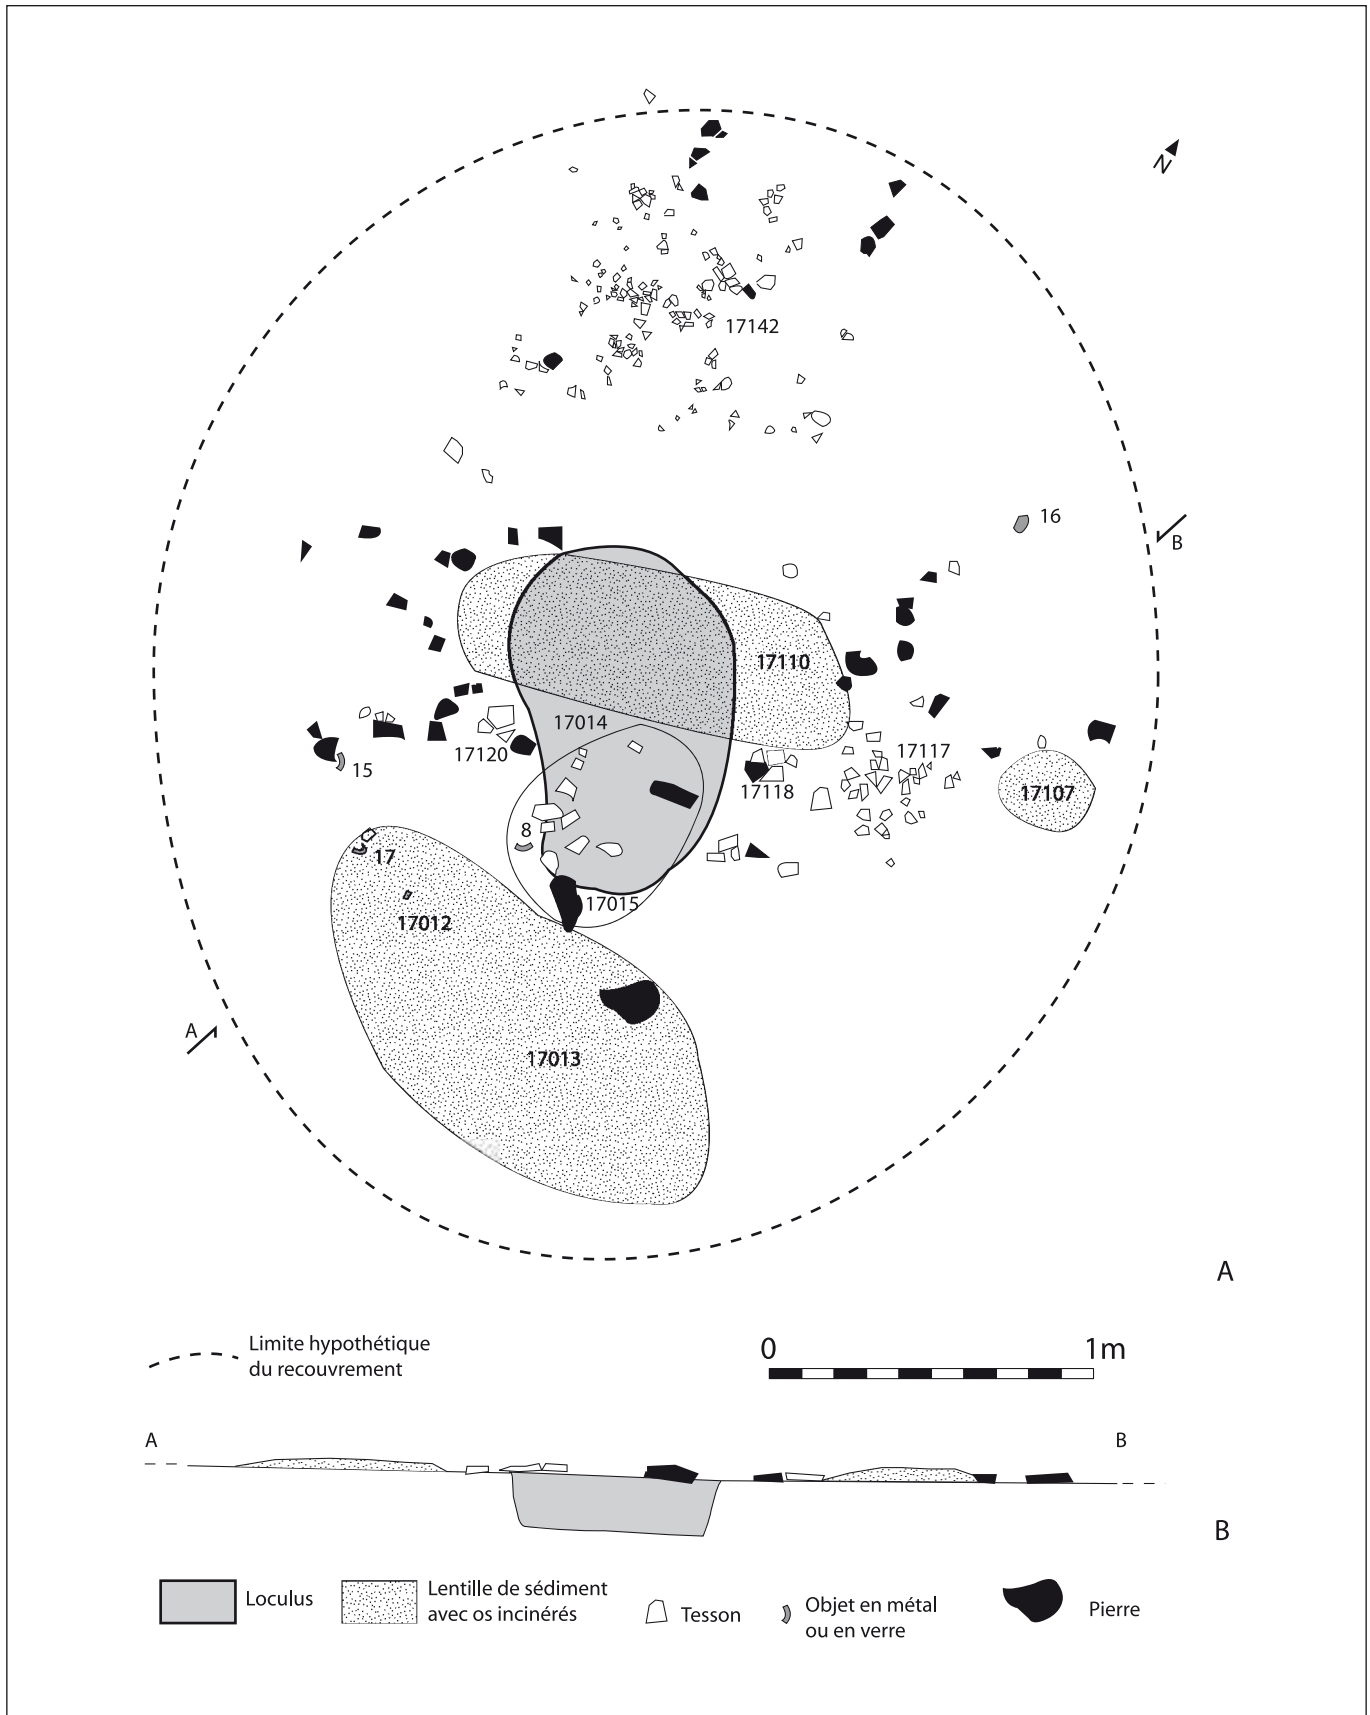 N
17142
16
B
17110
17014
17120
17117
15
17118
17107
8
17
17015
17012
A
17013
A
Limite hypothétique
du recouvrement
0 1m
A B
B
Loculus
Lentille de sédiment
avec os incinérés
Tesson
Objet en métal
ou en verre
Pierre